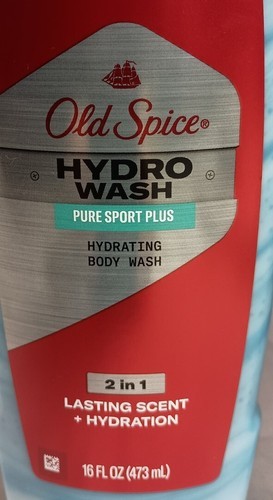 Old Spice®
HYDRO
WASH
PURE SPORT PLUS
HYDRATING
BODY WASH
2 in 1
LASTING SCENT
+ HYDRATION
16 FL OZ (473 mL)